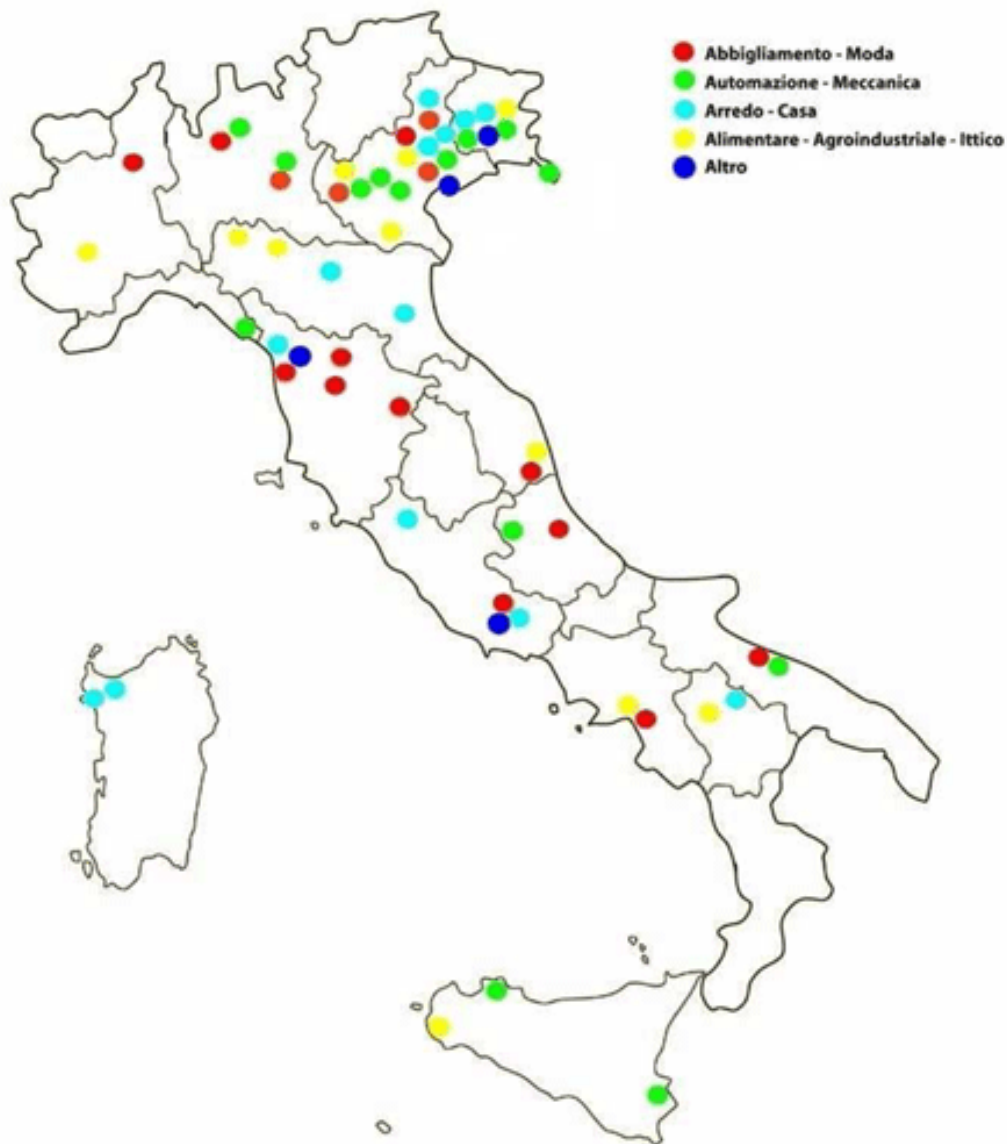 Abbigliamento - Moda
Automazione - Meccanica
Arredo - Casa
Alimentare - Agroindustriale - Ittico
Altro